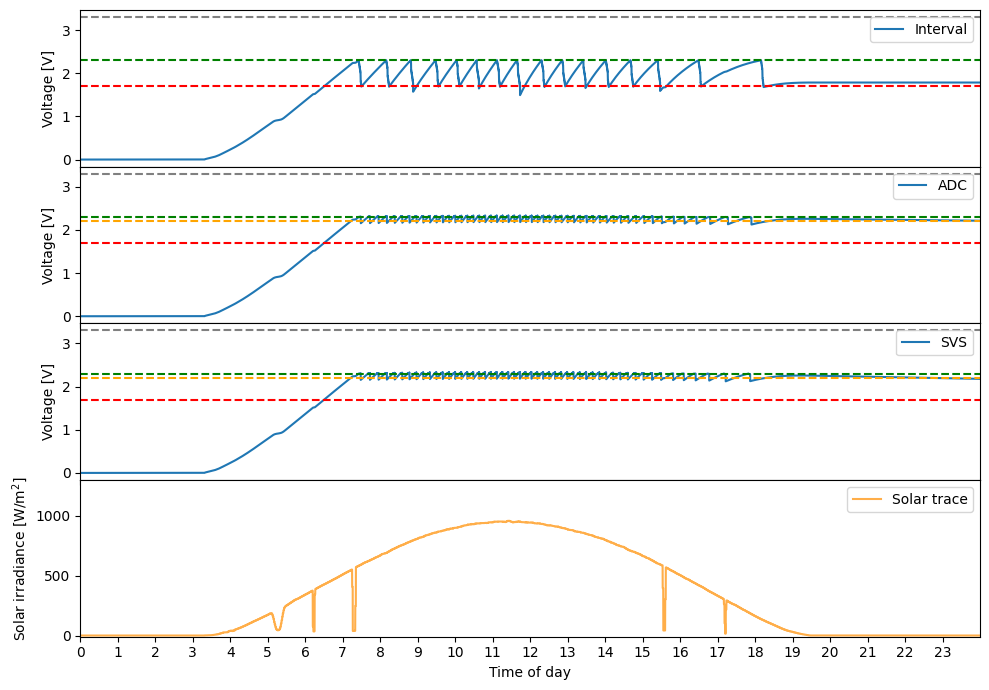 Voltage [V]
3
2
1
0
Interval
Voltage [V]
3
2
1
0
ADC
Voltage [V]
3
2
1
0
SVS
Solar irradiance [W/m²]
1000
500
0
Solar trace
0 1 2 3 4 5 6 7 8 9 10 11 12 13 14 15 16 17 18 19 20 21 22 23
Time of day